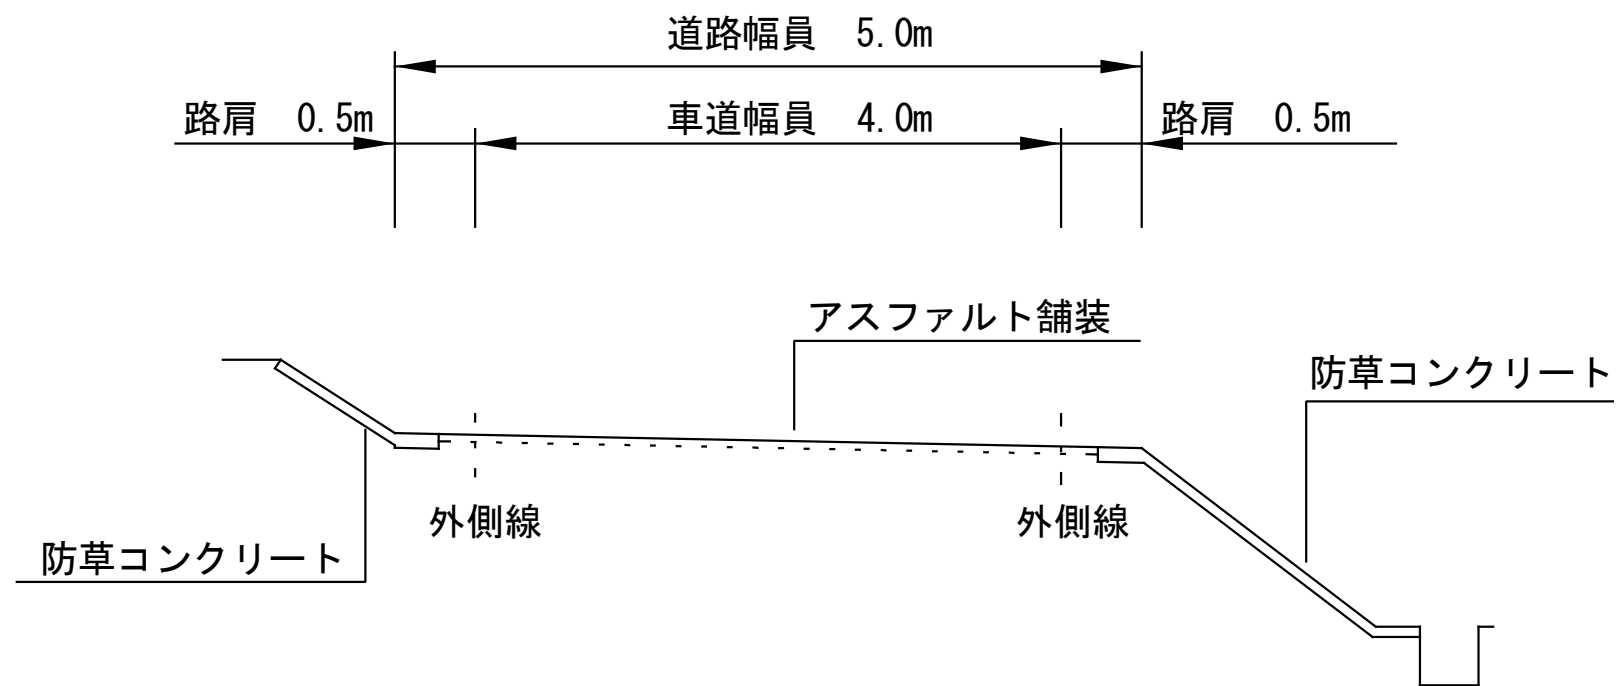 道路幅員　5.0m
路肩　0.5m
車道幅員　4.0m
路肩　0.5m
アスファルト舗装
防草コンクリート
外側線
外側線
防草コンクリート